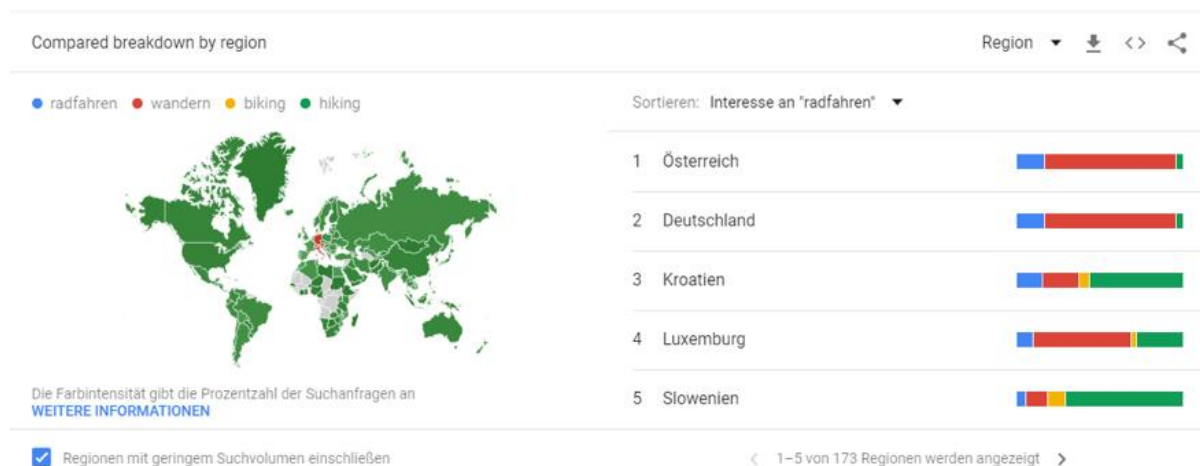 Compared breakdown by region
Region
radfahren wandern biking hiking
Sortieren: Interesse an "radfahren"
1 Österreich
2 Deutschland
3 Kroatien
4 Luxemburg
5 Slowenien
Die Farbintensität gibt die Prozentzahl der Suchanfragen an
WEITERE INFORMATIONEN
Regionen mit geringem Suchvolumen einschließen
1–5 von 173 Regionen werden angezeigt